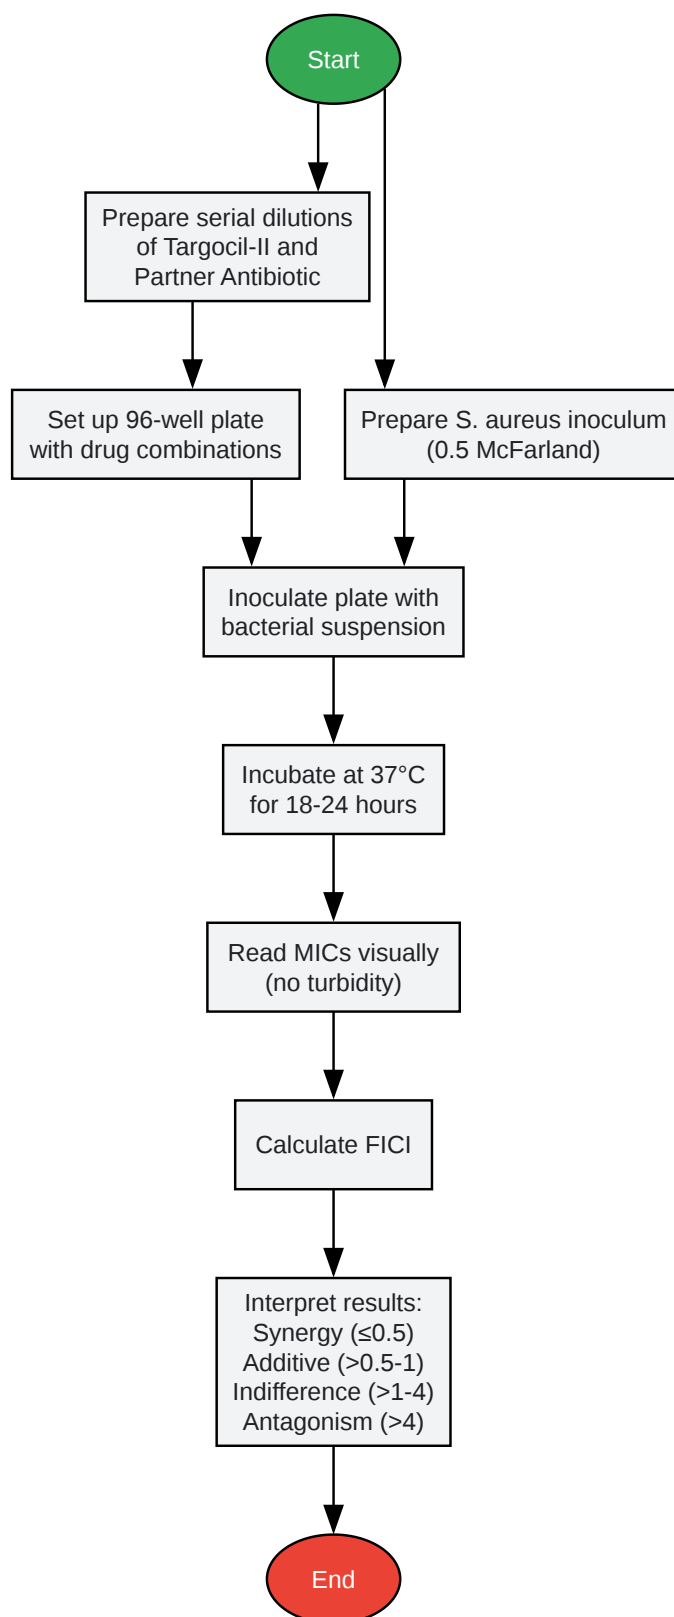 Start
Prepare serial dilutions
of Targocil-II and
Partner Antibiotic
Set up 96-well plate
with drug combinations
Prepare S. aureus inoculum
(0.5 McFarland)
Inoculate plate with
bacterial suspension
Incubate at 37°C
for 18-24 hours
Read MICs visually
(no turbidity)
Calculate FICI
Interpret results:
Synergy (≤0.5)
Additive (>0.5-1)
Indifference (>1-4)
Antagonism (>4)
End